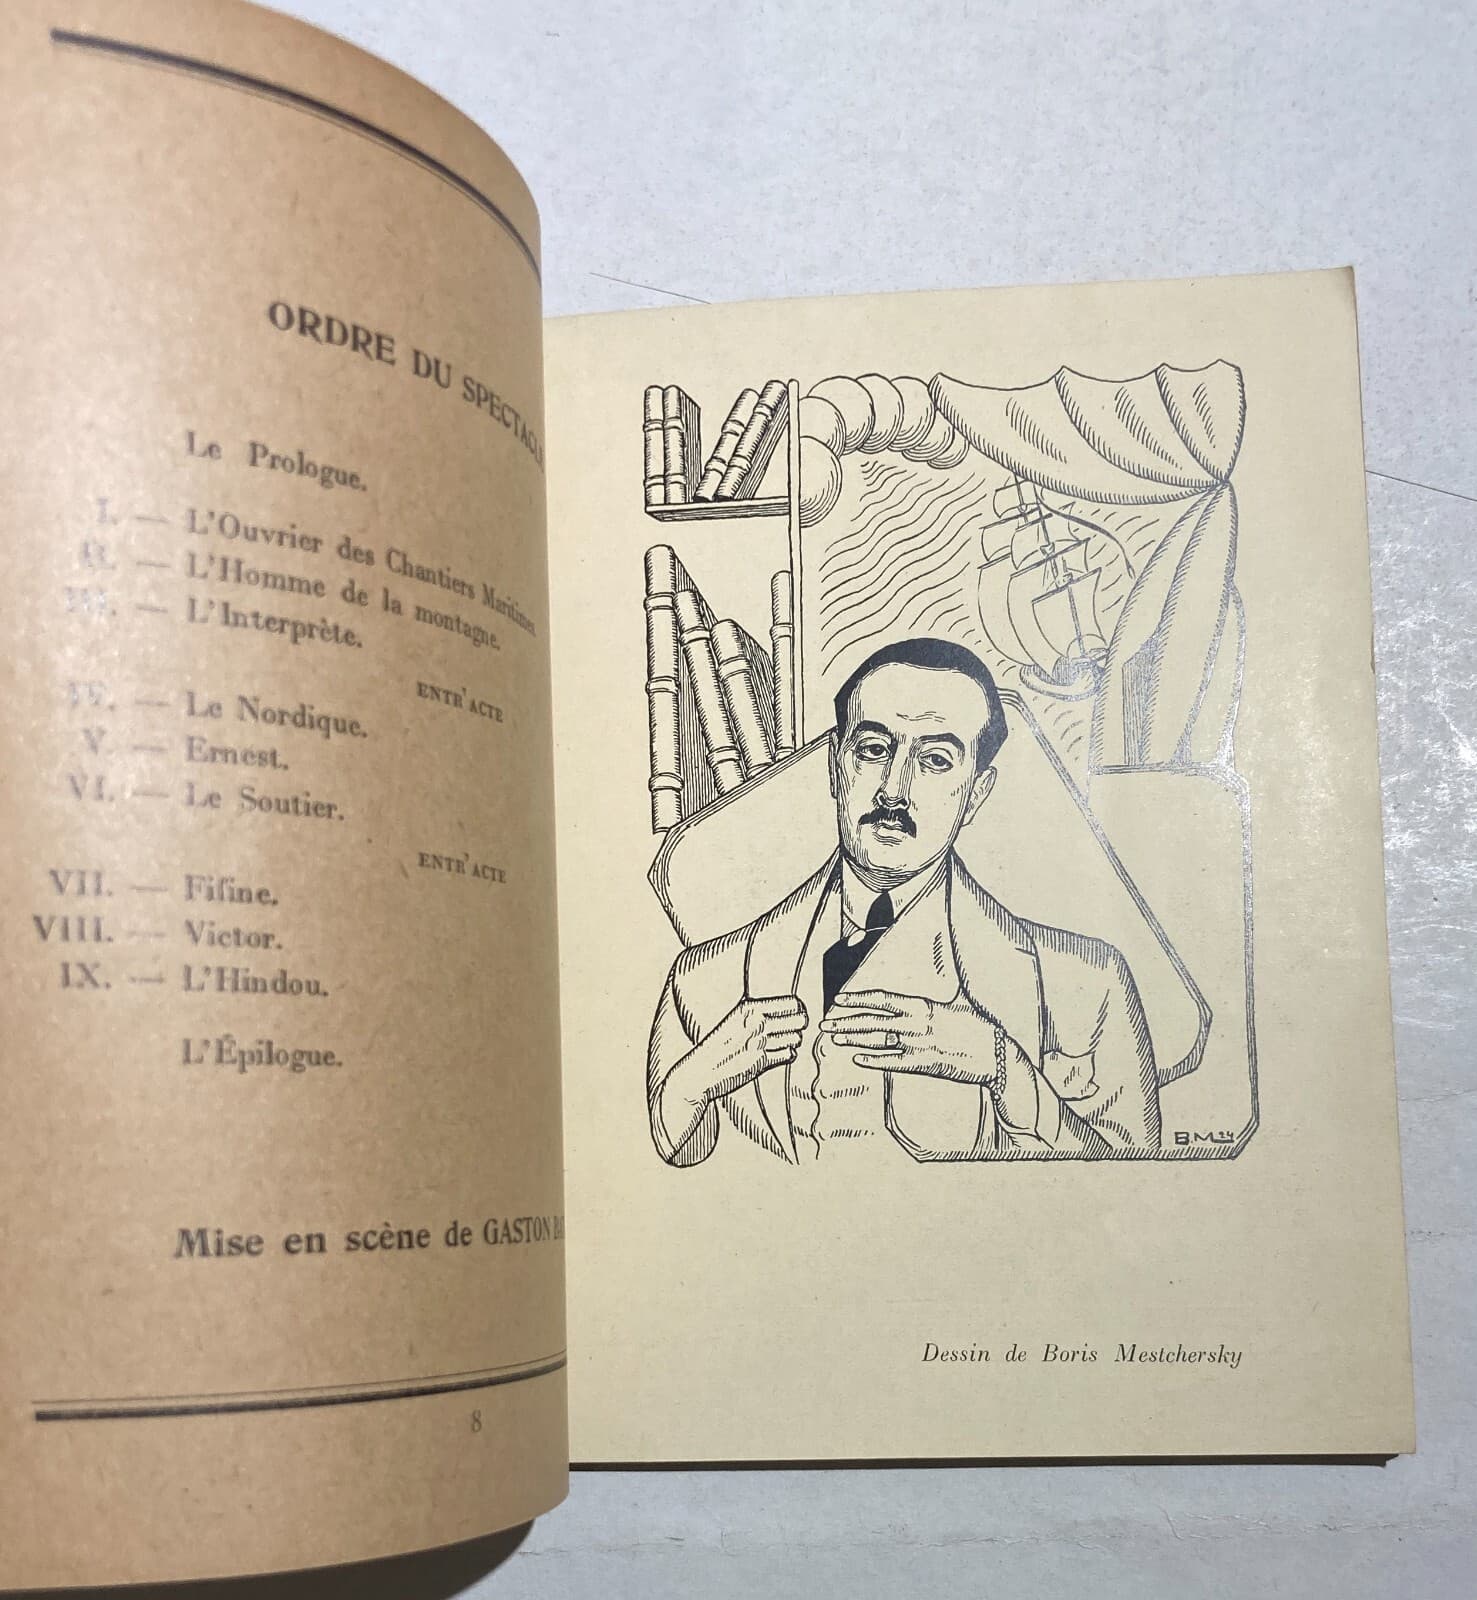 ORDRE DU SPECTACLE
Le Prologue.
I. — L'Ouvrier des Chantiers Maritimes.
II. — L'Homme de la montagne.
III. — L'Interprète.
ENTR'ACTE
IV. — Le Nordique.
V. — Ernest.
VI. — Le Soutier.
ENTR'ACTE
VII. — Fifine.
VIII. — Victor.
IX. — L'Hindou.
L'Épilogue.
Mise en scène de GASTON
8
B.M 24
Dessin de Boris Mestchersky